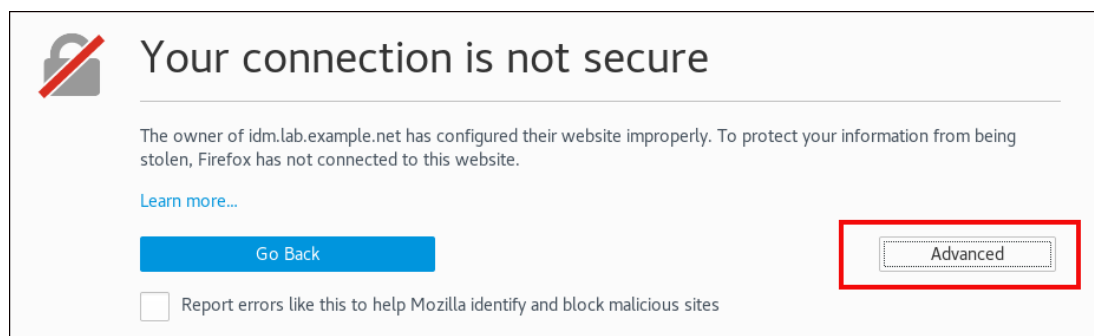 Your connection is not secure
The owner of idm.lab.example.net has configured their website improperly. To protect your information from being
stolen, Firefox has not connected to this website.
Learn more...
Go Back
Advanced
Report errors like this to help Mozilla identify and block malicious sites